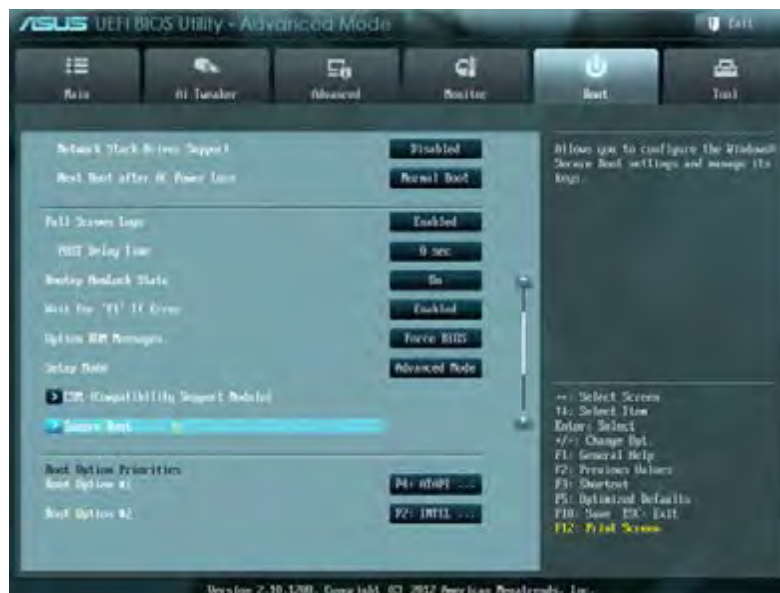 ASUS UEFI BIOS Utility - Advanced Mode
Exit
Main
Ai Tweaker
Advanced
Monitor
Boot
Tool
Network Stack Driver Support
Disabled
Next Boot after AC Power Loss
Normal Boot
Full Screen Logo
Enabled
POST Delay Time
0 sec
Bootup NumLock State
On
Wait For 'F1' If Error
Enabled
Option ROM Messages
Force BIOS
Setup Mode
Advanced Mode
CSM (Compatibility Support Module)
Secure Boot
Boot Option Priorities
Boot Option #1
P4: ATAPI ...
Boot Option #2
P2: INTEL ...
Allows you to configure the Windows
Secure Boot settings and manage its
keys.
→←: Select Screen
↑↓: Select Item
Enter: Select
+/-: Change Opt.
F1: General Help
F2: Previous Values
F3: Shortcut
F5: Optimized Defaults
F10: Save ESC: Exit
F12: Print Screen
Version 2.10.1208. Copyright (C) 2012 American Megatrends, Inc.